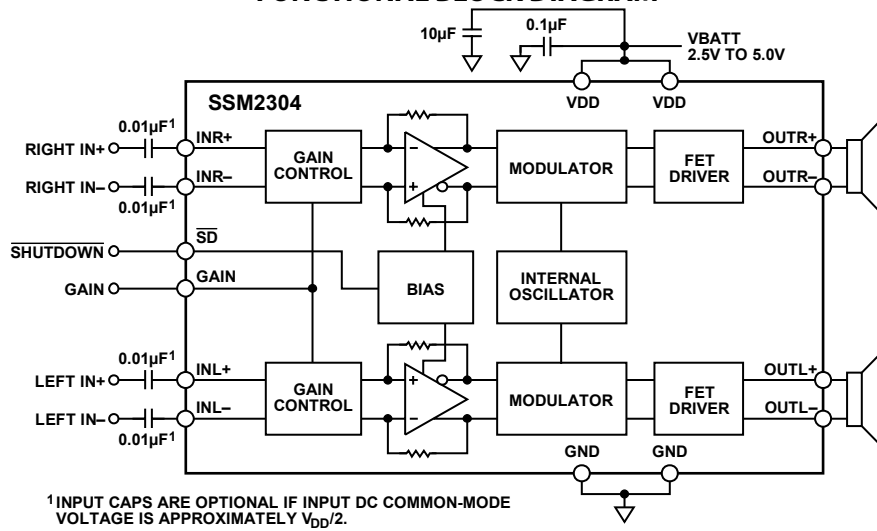 FUNCTIONAL BLOCK DIAGRAM
10µF
0.1µF
VBATT
2.5V TO 5.0V
SSM2304
VDD
VDD
0.01µF¹
RIGHT IN+
INR+
GAIN
CONTROL
MODULATOR
FET
DRIVER
OUTR+
RIGHT IN–
INR–
OUTR–
0.01µF¹
SHUTDOWN
SD
GAIN
GAIN
BIAS
INTERNAL
OSCILLATOR
0.01µF¹
LEFT IN+
INL+
GAIN
CONTROL
MODULATOR
FET
DRIVER
OUTL+
LEFT IN–
INL–
OUTL–
0.01µF¹
GND
GND
¹ INPUT CAPS ARE OPTIONAL IF INPUT DC COMMON-MODE
VOLTAGE IS APPROXIMATELY VDD/2.